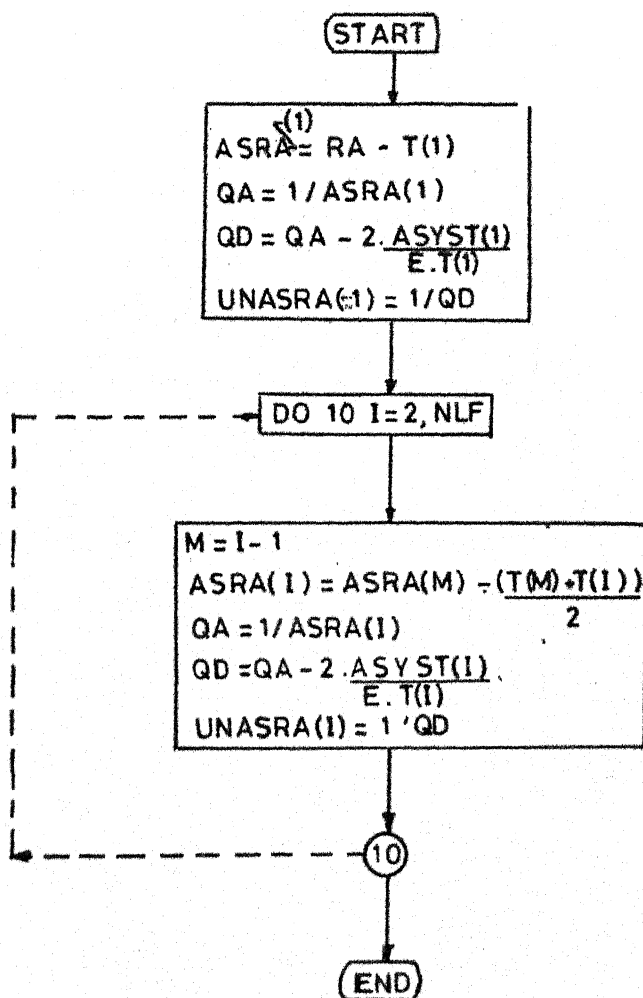 START
(1)
ASRA = RA - T(1)
QA = 1/ASRA(1)
QD = QA - 2. ASYST(1)
E.T(1)
UNASRA(1) = 1/QD
DO 10 I=2, NLF
M = I-1
ASRA(I) = ASRA(M) - (T(M)+T(I))
2
QA = 1/ASRA(I)
QD = QA - 2. ASYST(I)
E.T(I)
UNASRA(I) = 1 'QD
10
END